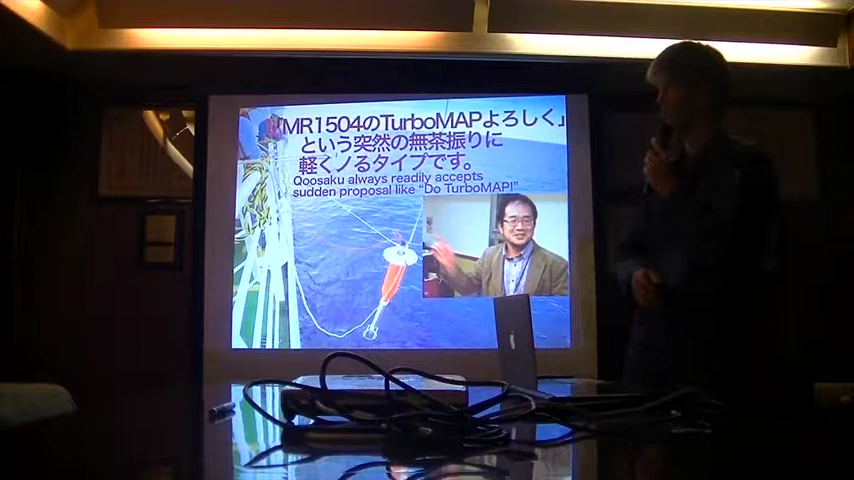 「MR1504のTurboMAPよろしく」
という突然の無茶振りに
軽くノるタイプです。
Qoosaku always readily accepts
sudden proposal like "Do TurboMAP!"